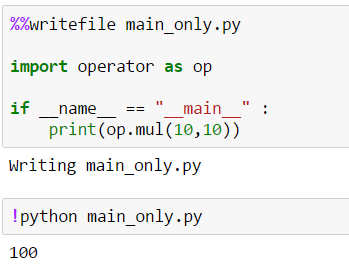 %%writefile main_only.py
import operator as op
if __name__ == "__main__" :
    print(op.mul(10,10))
Writing main_only.py
!python main_only.py
100